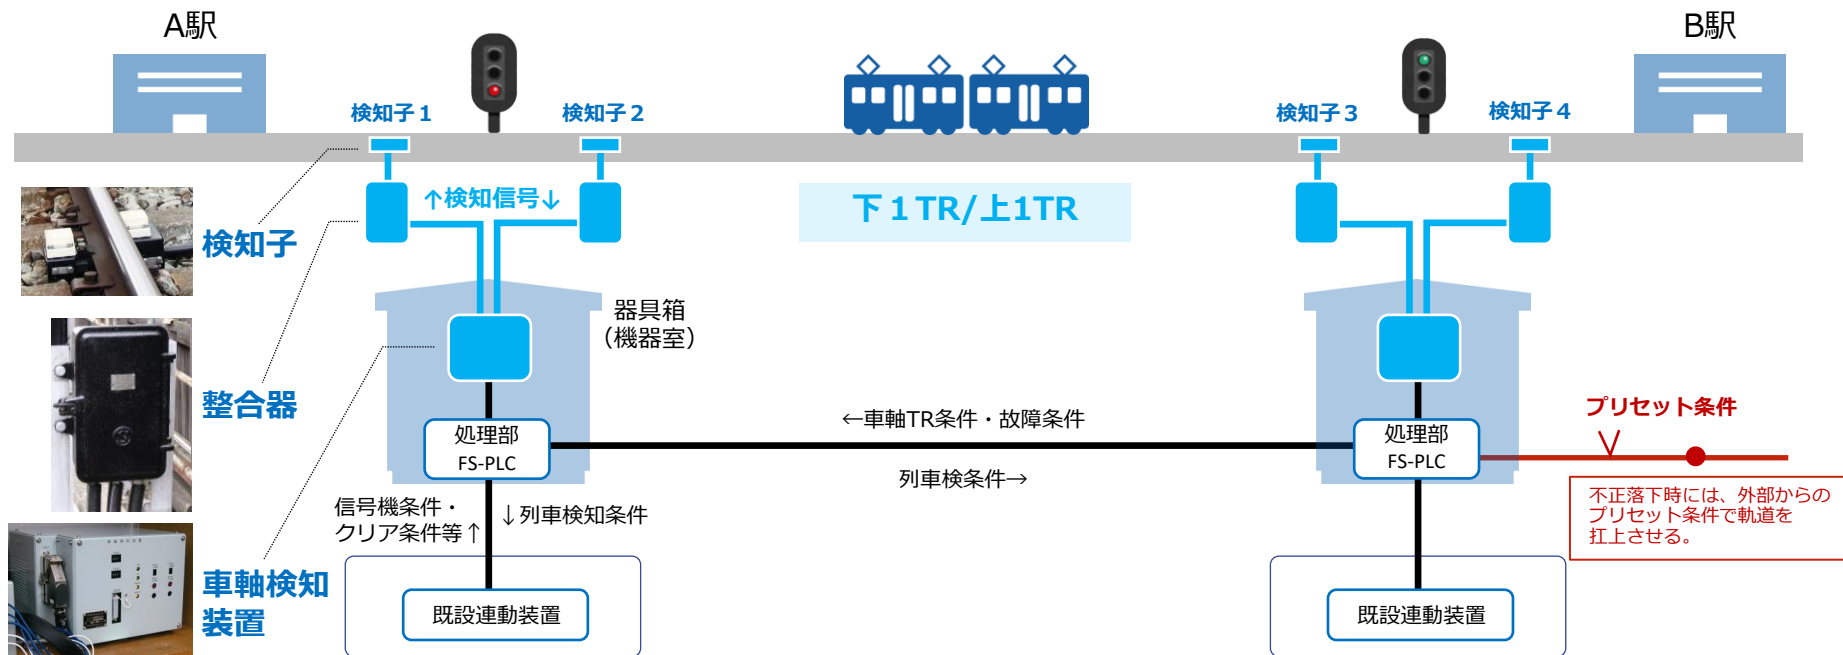 A駅
B駅
検知子１
検知子２
検知子３
検知子４
↑検知信号↓
下１TR/上1TR
検知子
整合器
車軸検知
装置
器具箱
（機器室）
処理部
FS-PLC
←車軸TR条件・故障条件
列車検条件→
処理部
FS-PLC
プリセット条件
不正落下時には、外部からの
プリセット条件で軌道を
扛上させる。
信号機条件・
クリア条件等↑
↓列車検知条件
既設連動装置
既設連動装置